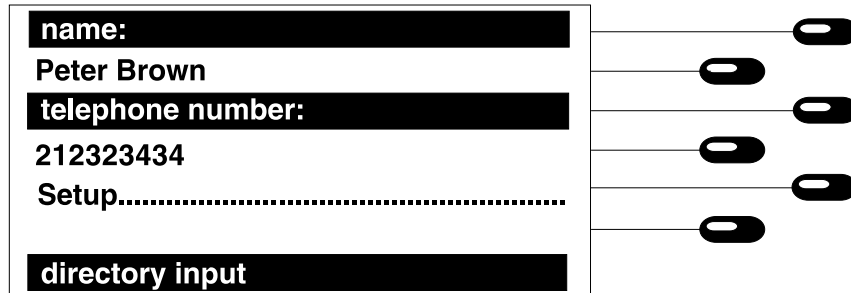 name:
Peter Brown
telephone number:
212323434
Setup........................................................
directory input